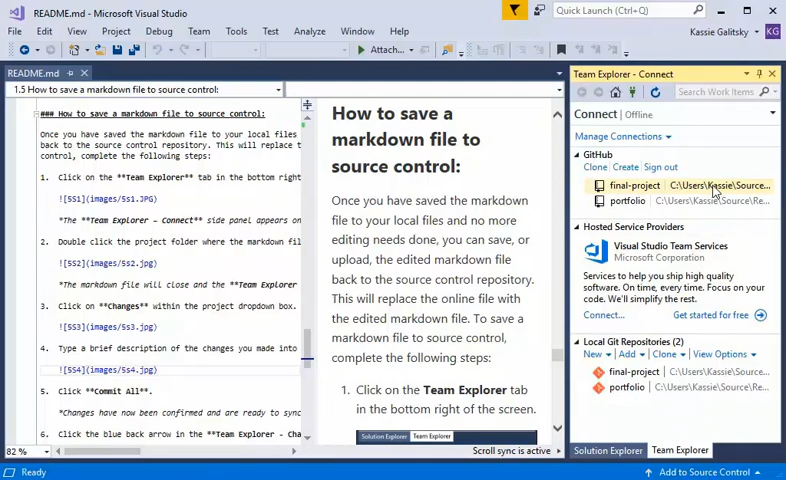 README.md - Microsoft Visual Studio
Quick Launch (Ctrl+Q)
File Edit View Project Debug Team Tools Test Analyze Window Help
Kassie Galitsky KG
Attach...
README.md
1.5 How to save a markdown file to source control:
### How to save a markdown file to source control:
Once you have saved the markdown file to your local files
back to the source control repository. This will replace t
control, complete the following steps:
1. Click on the **Team Explorer** tab in the bottom right
![5S1](images/5s1.JPG)
*The **Team Explorer - Connect** side panel appears on
2. Double click the project folder where the markdown fil
![5S2](images/5s2.jpg)
*The markdown file will close and the **Team Explorer
3. Click on **Changes** within the project dropdown box.
![5S3](images/5s3.jpg)
4. Type a brief description of the changes you made into
![5S4](images/5s4.jpg)
5. Click **Commit All**.
*Changes have now been confirmed and are ready to sync
6. Click the blue back arrow in the **Team Explorer - Cha
82 %
How to save a
markdown file to
source control:
Once you have saved the markdown
file to your local files and no more
editing needs done, you can save, or
upload, the edited markdown file
back to the source control repository.
This will replace the online file with
the edited markdown file. To save a
markdown file to source control,
complete the following steps:
1. Click on the Team Explorer tab
in the bottom right of the screen.
Solution Explorer Team Explorer
Scroll sync is active
Team Explorer - Connect
Search Work Items
Connect | Offline
Manage Connections
GitHub
Clone Create Sign out
final-project C:\Users\Kassie\Source...
portfolio C:\Users\Kassie\Source\Re...
Hosted Service Providers
Visual Studio Team Services
Microsoft Corporation
Services to help you ship high quality
software. On time, every time. Focus on your
code. We'll simplify the rest.
Connect... Get started for free
Local Git Repositories (2)
New Add Clone View Options
final-project C:\Users\Kassie\Source\...
portfolio C:\Users\Kassie\Source\Re...
Solution Explorer Team Explorer
Ready
Add to Source Control